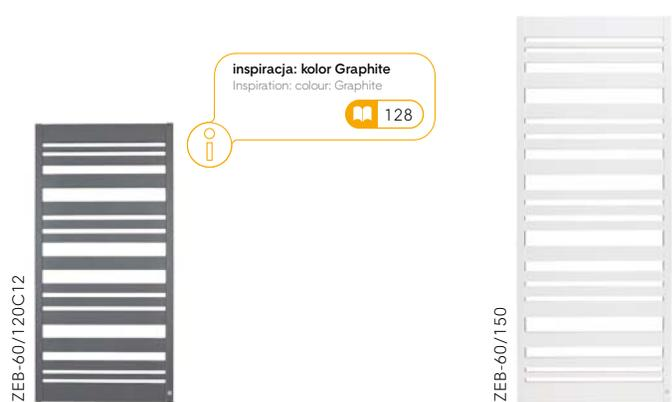 inspiracja: kolor Graphite
Inspiration: colour: Graphite
128
ZEB-60/120C12
ZEB-60/150